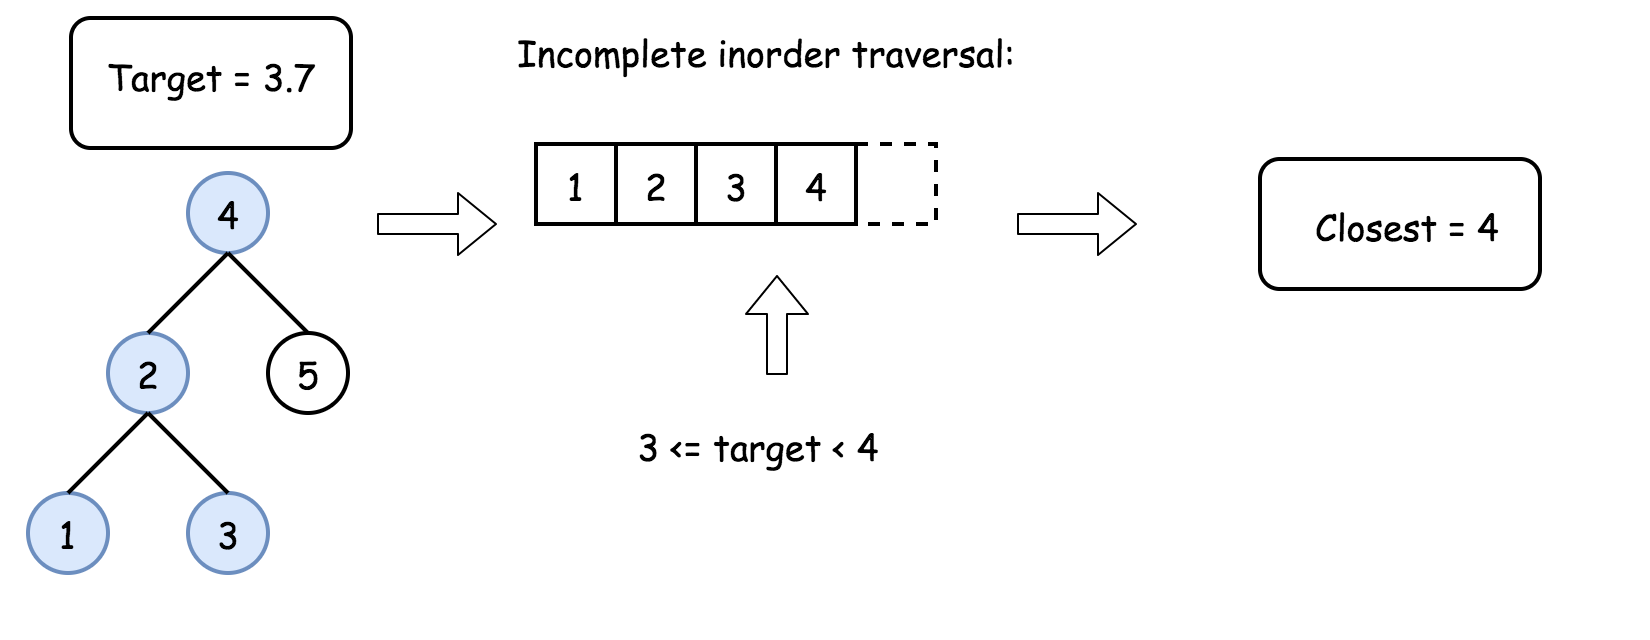 Target = 3.7
Incomplete inorder traversal:
4
2
5
1
3
1 2 3 4
3 <= target < 4
Closest = 4